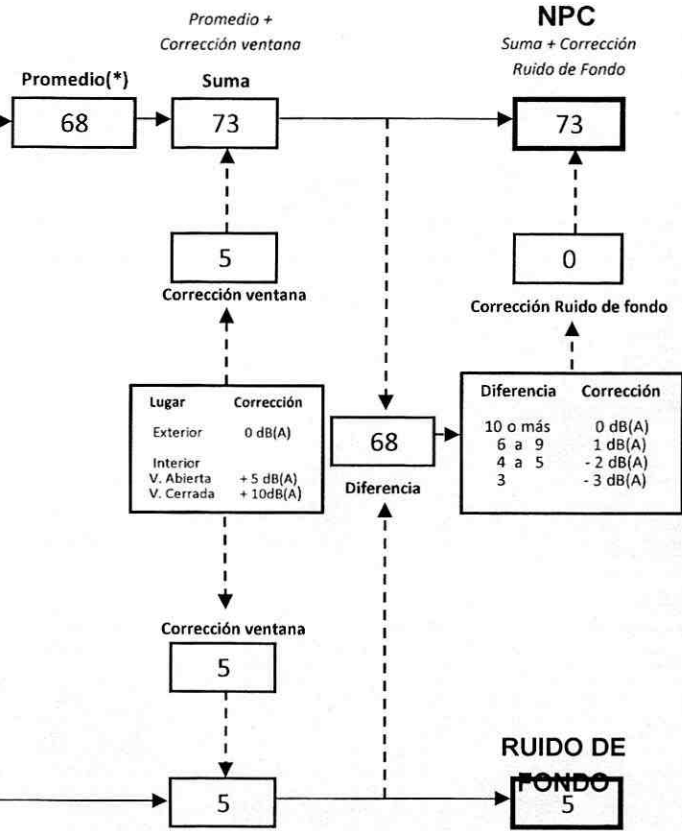 Promedio +
Corrección ventana
NPC
Suma + Corrección
Ruido de Fondo
Promedio(*)
Suma
68
73
73
5
0
Corrección ventana
Corrección Ruido de fondo
Lugar Corrección
Exterior 0 dB(A)
Interior
V. Abierta + 5 dB(A)
V. Cerrada + 10dB(A)
68
Diferencia
Diferencia Corrección
10 o más 0 dB(A)
6 a 9 1 dB(A)
4 a 5 - 2 dB(A)
3 - 3 dB(A)
Corrección ventana
5
5
RUIDO DE
FONDO
5